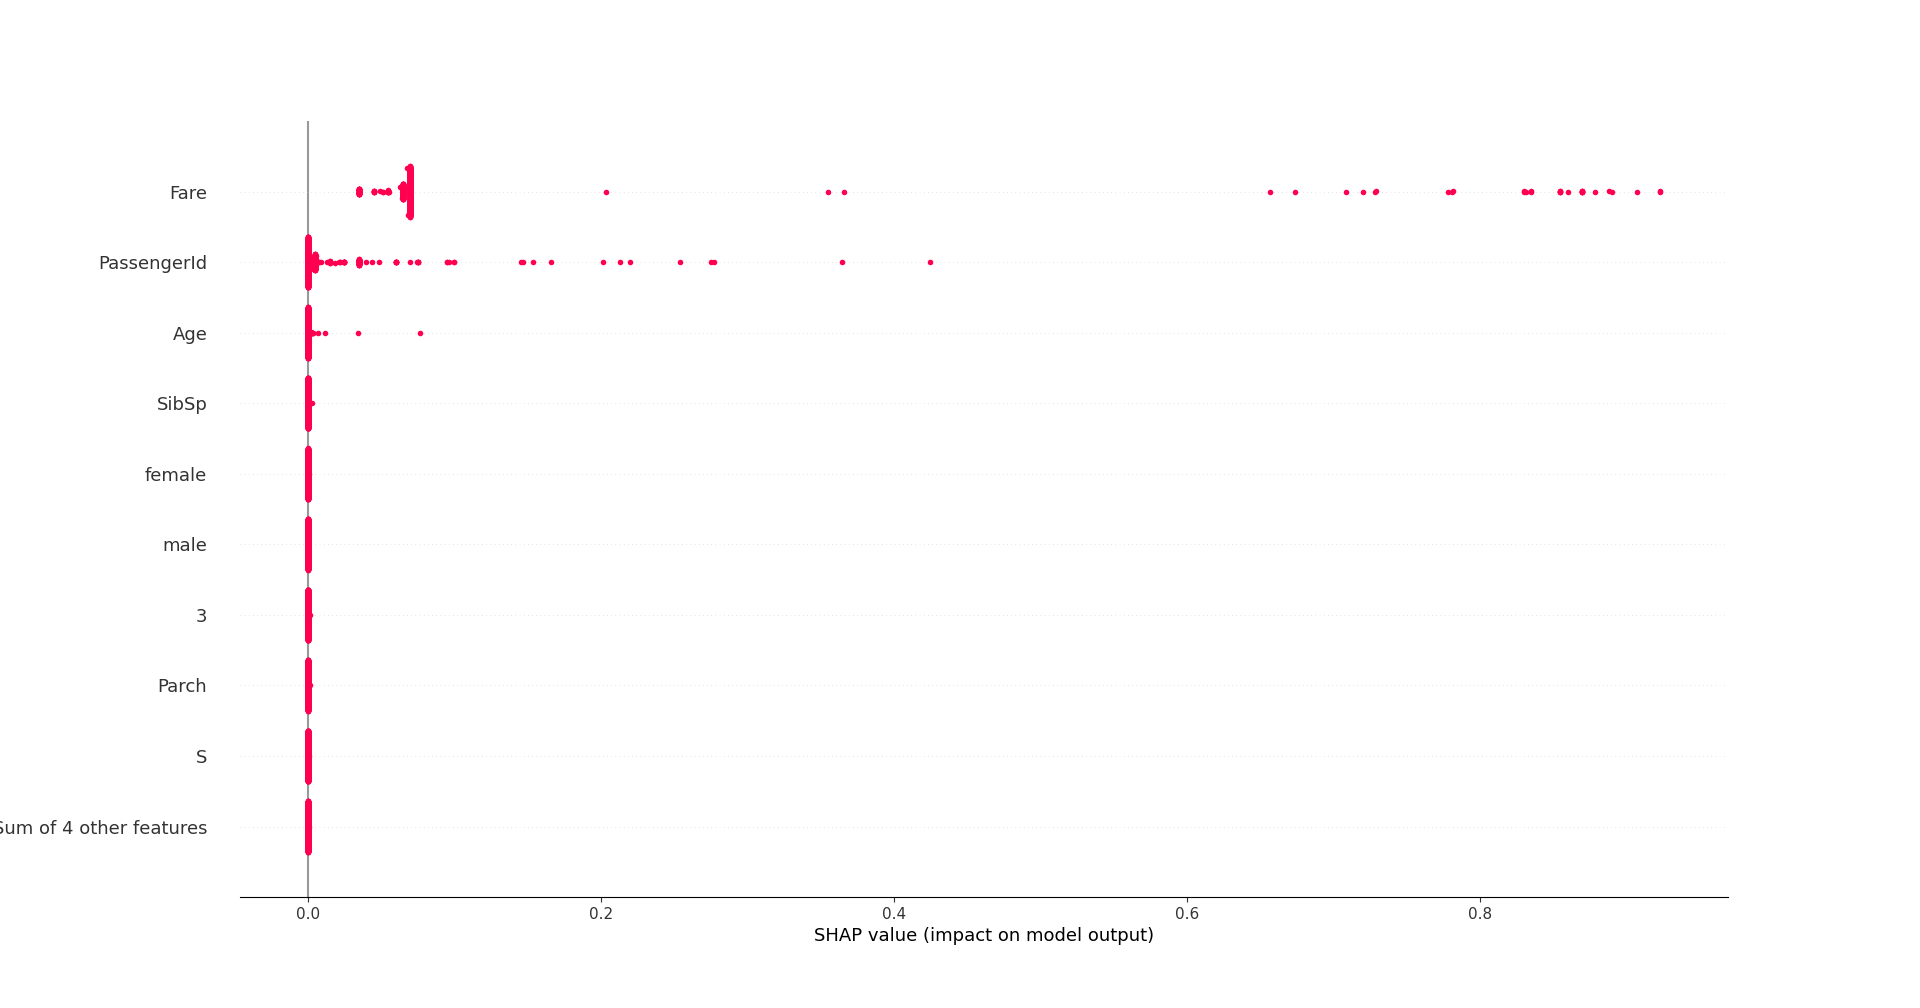 Fare
PassengerId
Age
SibSp
female
male
3
Parch
S
Sum of 4 other features
0.0 0.2 0.4 0.6 0.8
SHAP value (impact on model output)